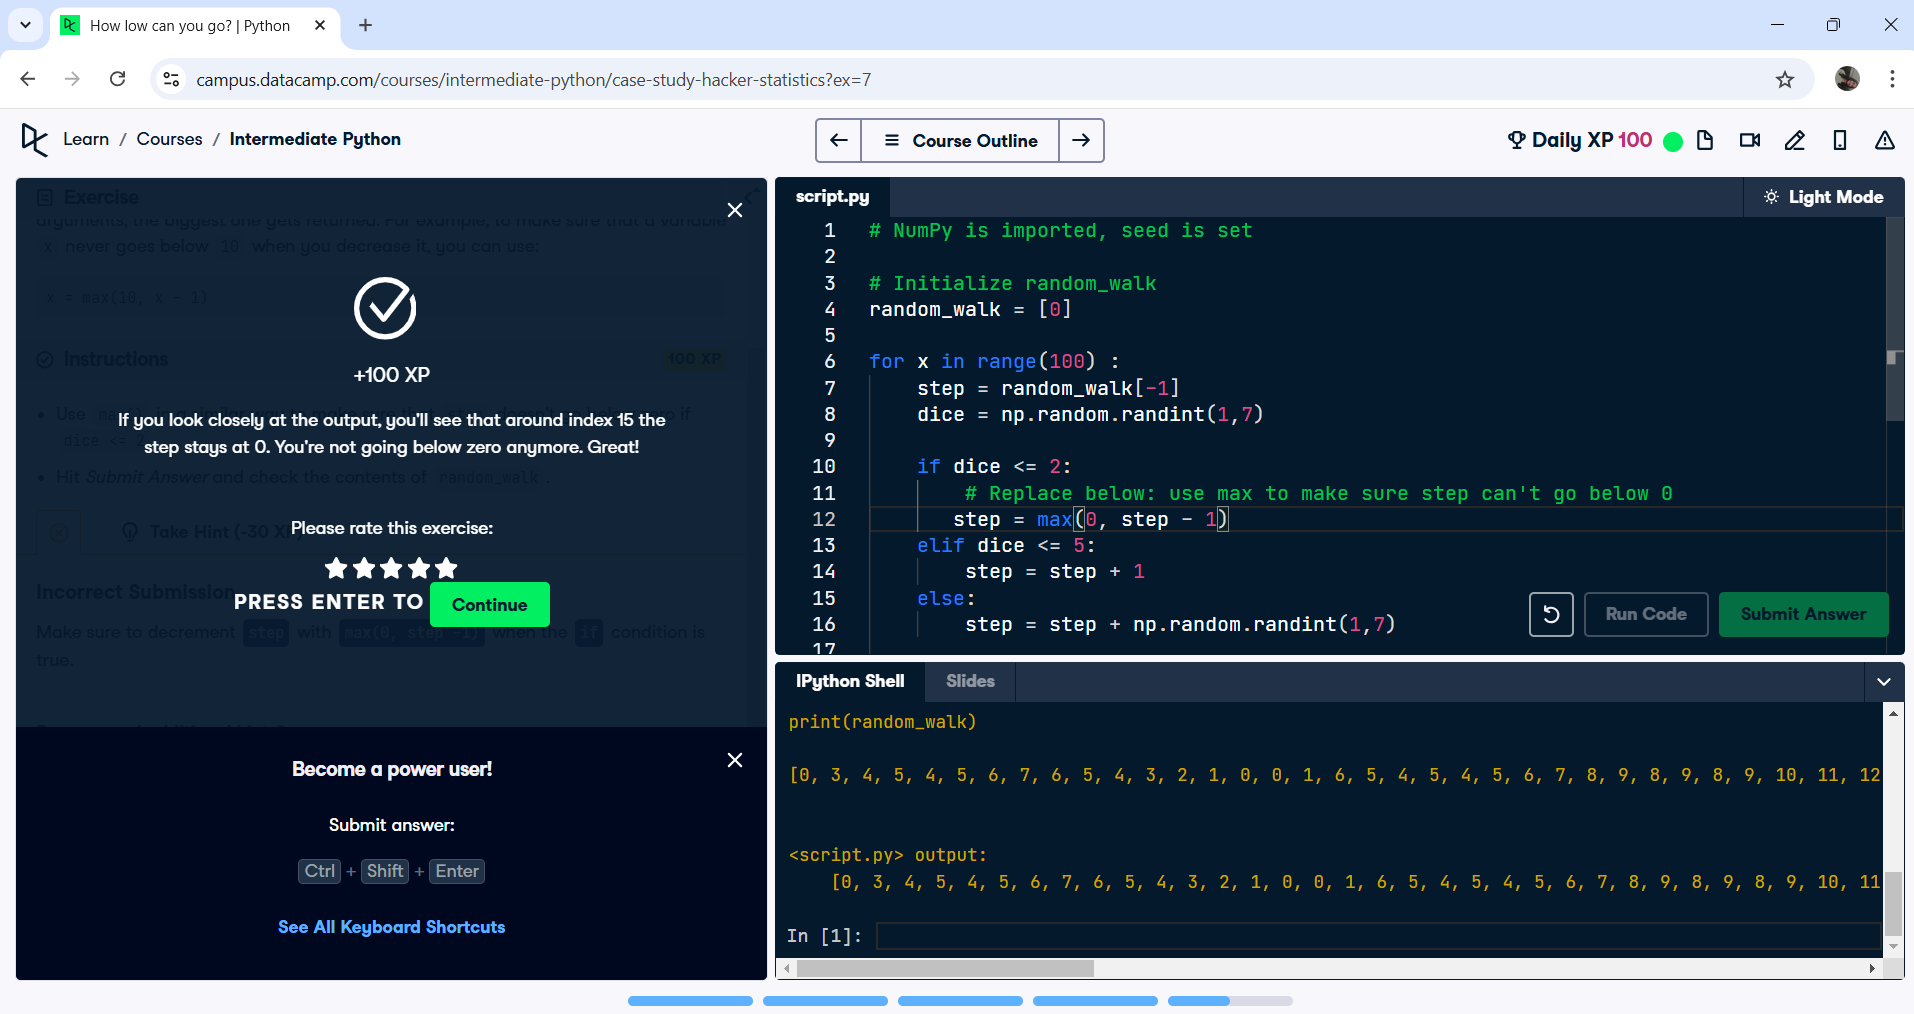 How low can you go? | Python
campus.datacamp.com/courses/intermediate-python/case-study-hacker-statistics?ex=7
Learn / Courses / Intermediate Python
Course Outline
Daily XP 100
Exercise
arguments, the biggest one gets returned. For example, to make sure that a variable
x never goes below 10 when you decrease it, you can use:
x = max(10, x - 1)
Instructions
100 XP
+100 XP
If you look closely at the output, you'll see that around index 15 the
step stays at 0. You're not going below zero anymore. Great!
Hit Submit Answer and check the contents of random_walk .
Please rate this exercise:
Take Hint (-30 XP)
PRESS ENTER TO Continue
Incorrect Submission
Make sure to decrement step with max(0, step -1) when the if condition is
true.
Become a power user!
Submit answer:
Ctrl + Shift + Enter
See All Keyboard Shortcuts
script.py
Light Mode
1 # NumPy is imported, seed is set
2
3 # Initialize random_walk
4 random_walk = [0]
5
6 for x in range(100) :
7 step = random_walk[-1]
8 dice = np.random.randint(1,7)
9
10 if dice <= 2:
11 # Replace below: use max to make sure step can't go below 0
12 step = max(0, step - 1)
13 elif dice <= 5:
14 step = step + 1
15 else:
16 step = step + np.random.randint(1,7)
17
Run Code
Submit Answer
IPython Shell
Slides
print(random_walk)
[0, 3, 4, 5, 4, 5, 6, 7, 6, 5, 4, 3, 2, 1, 0, 0, 1, 6, 5, 4, 5, 4, 5, 6, 7, 8, 9, 8, 9, 8, 9, 10, 11, 12
<script.py> output:
[0, 3, 4, 5, 4, 5, 6, 7, 6, 5, 4, 3, 2, 1, 0, 0, 1, 6, 5, 4, 5, 4, 5, 6, 7, 8, 9, 8, 9, 8, 9, 10, 11
In [1]: